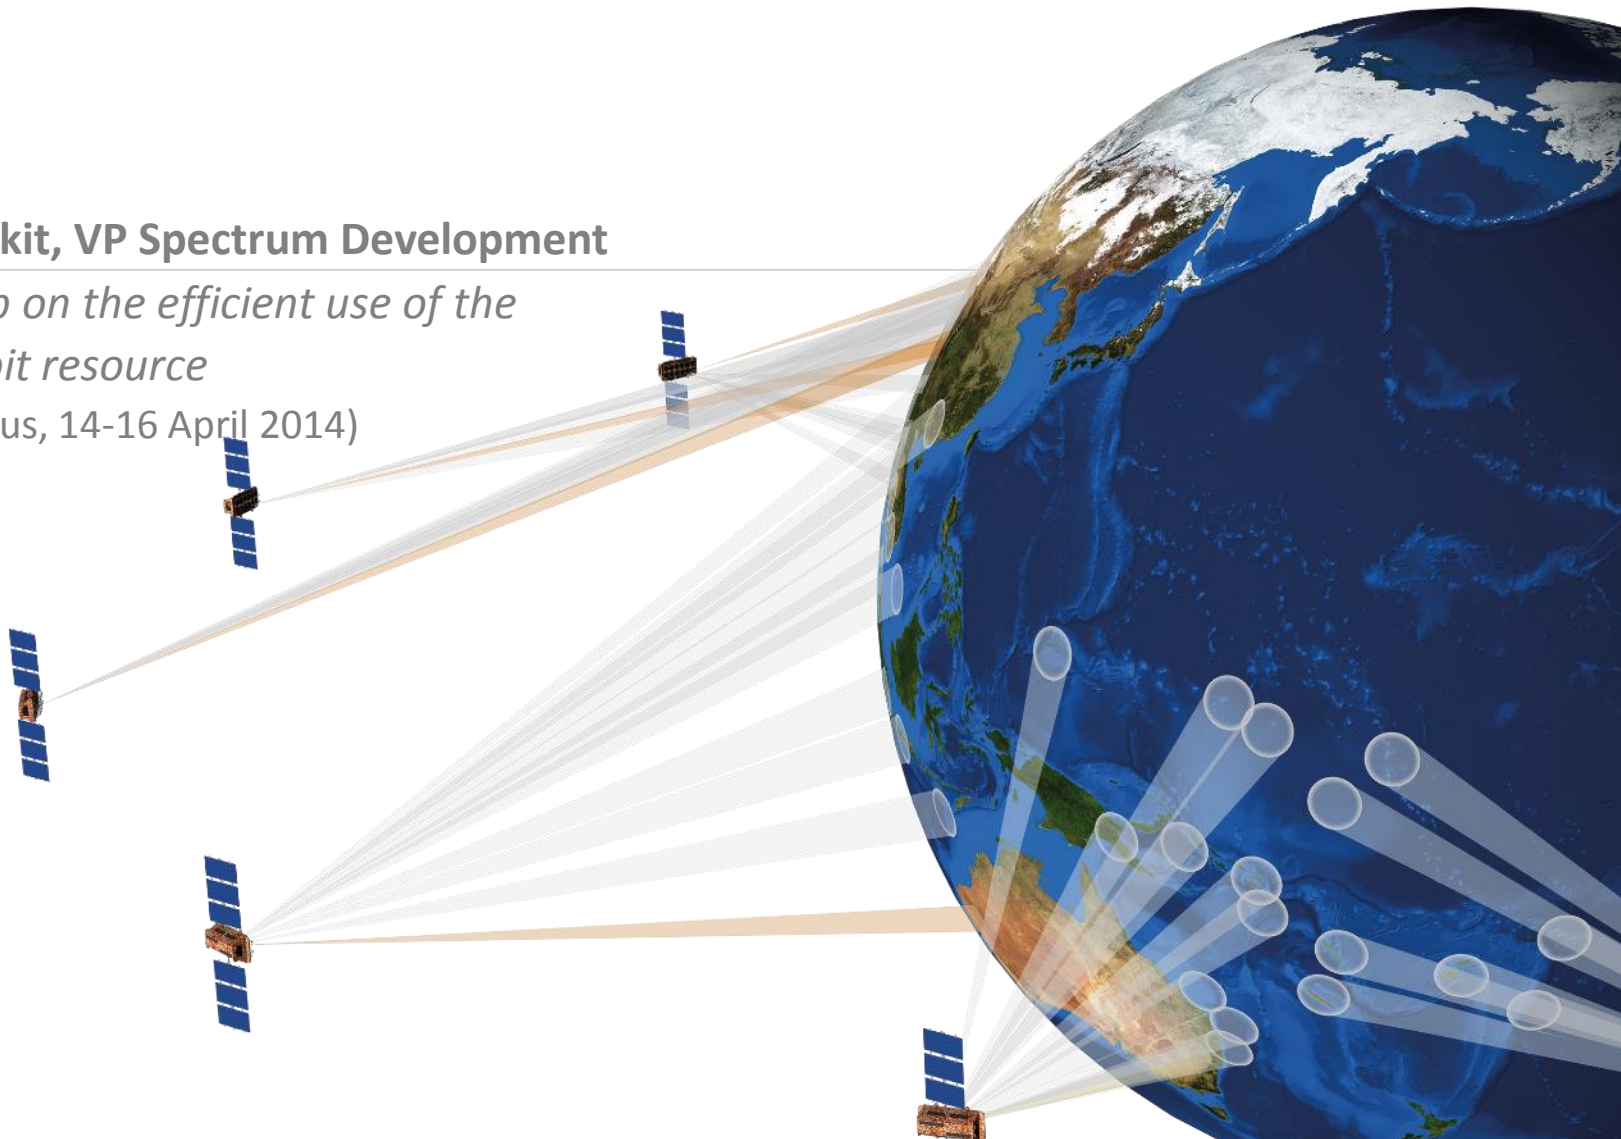 kit, VP Spectrum Development
on the efficient use of the
bit resource
us, 14-16 April 2014)